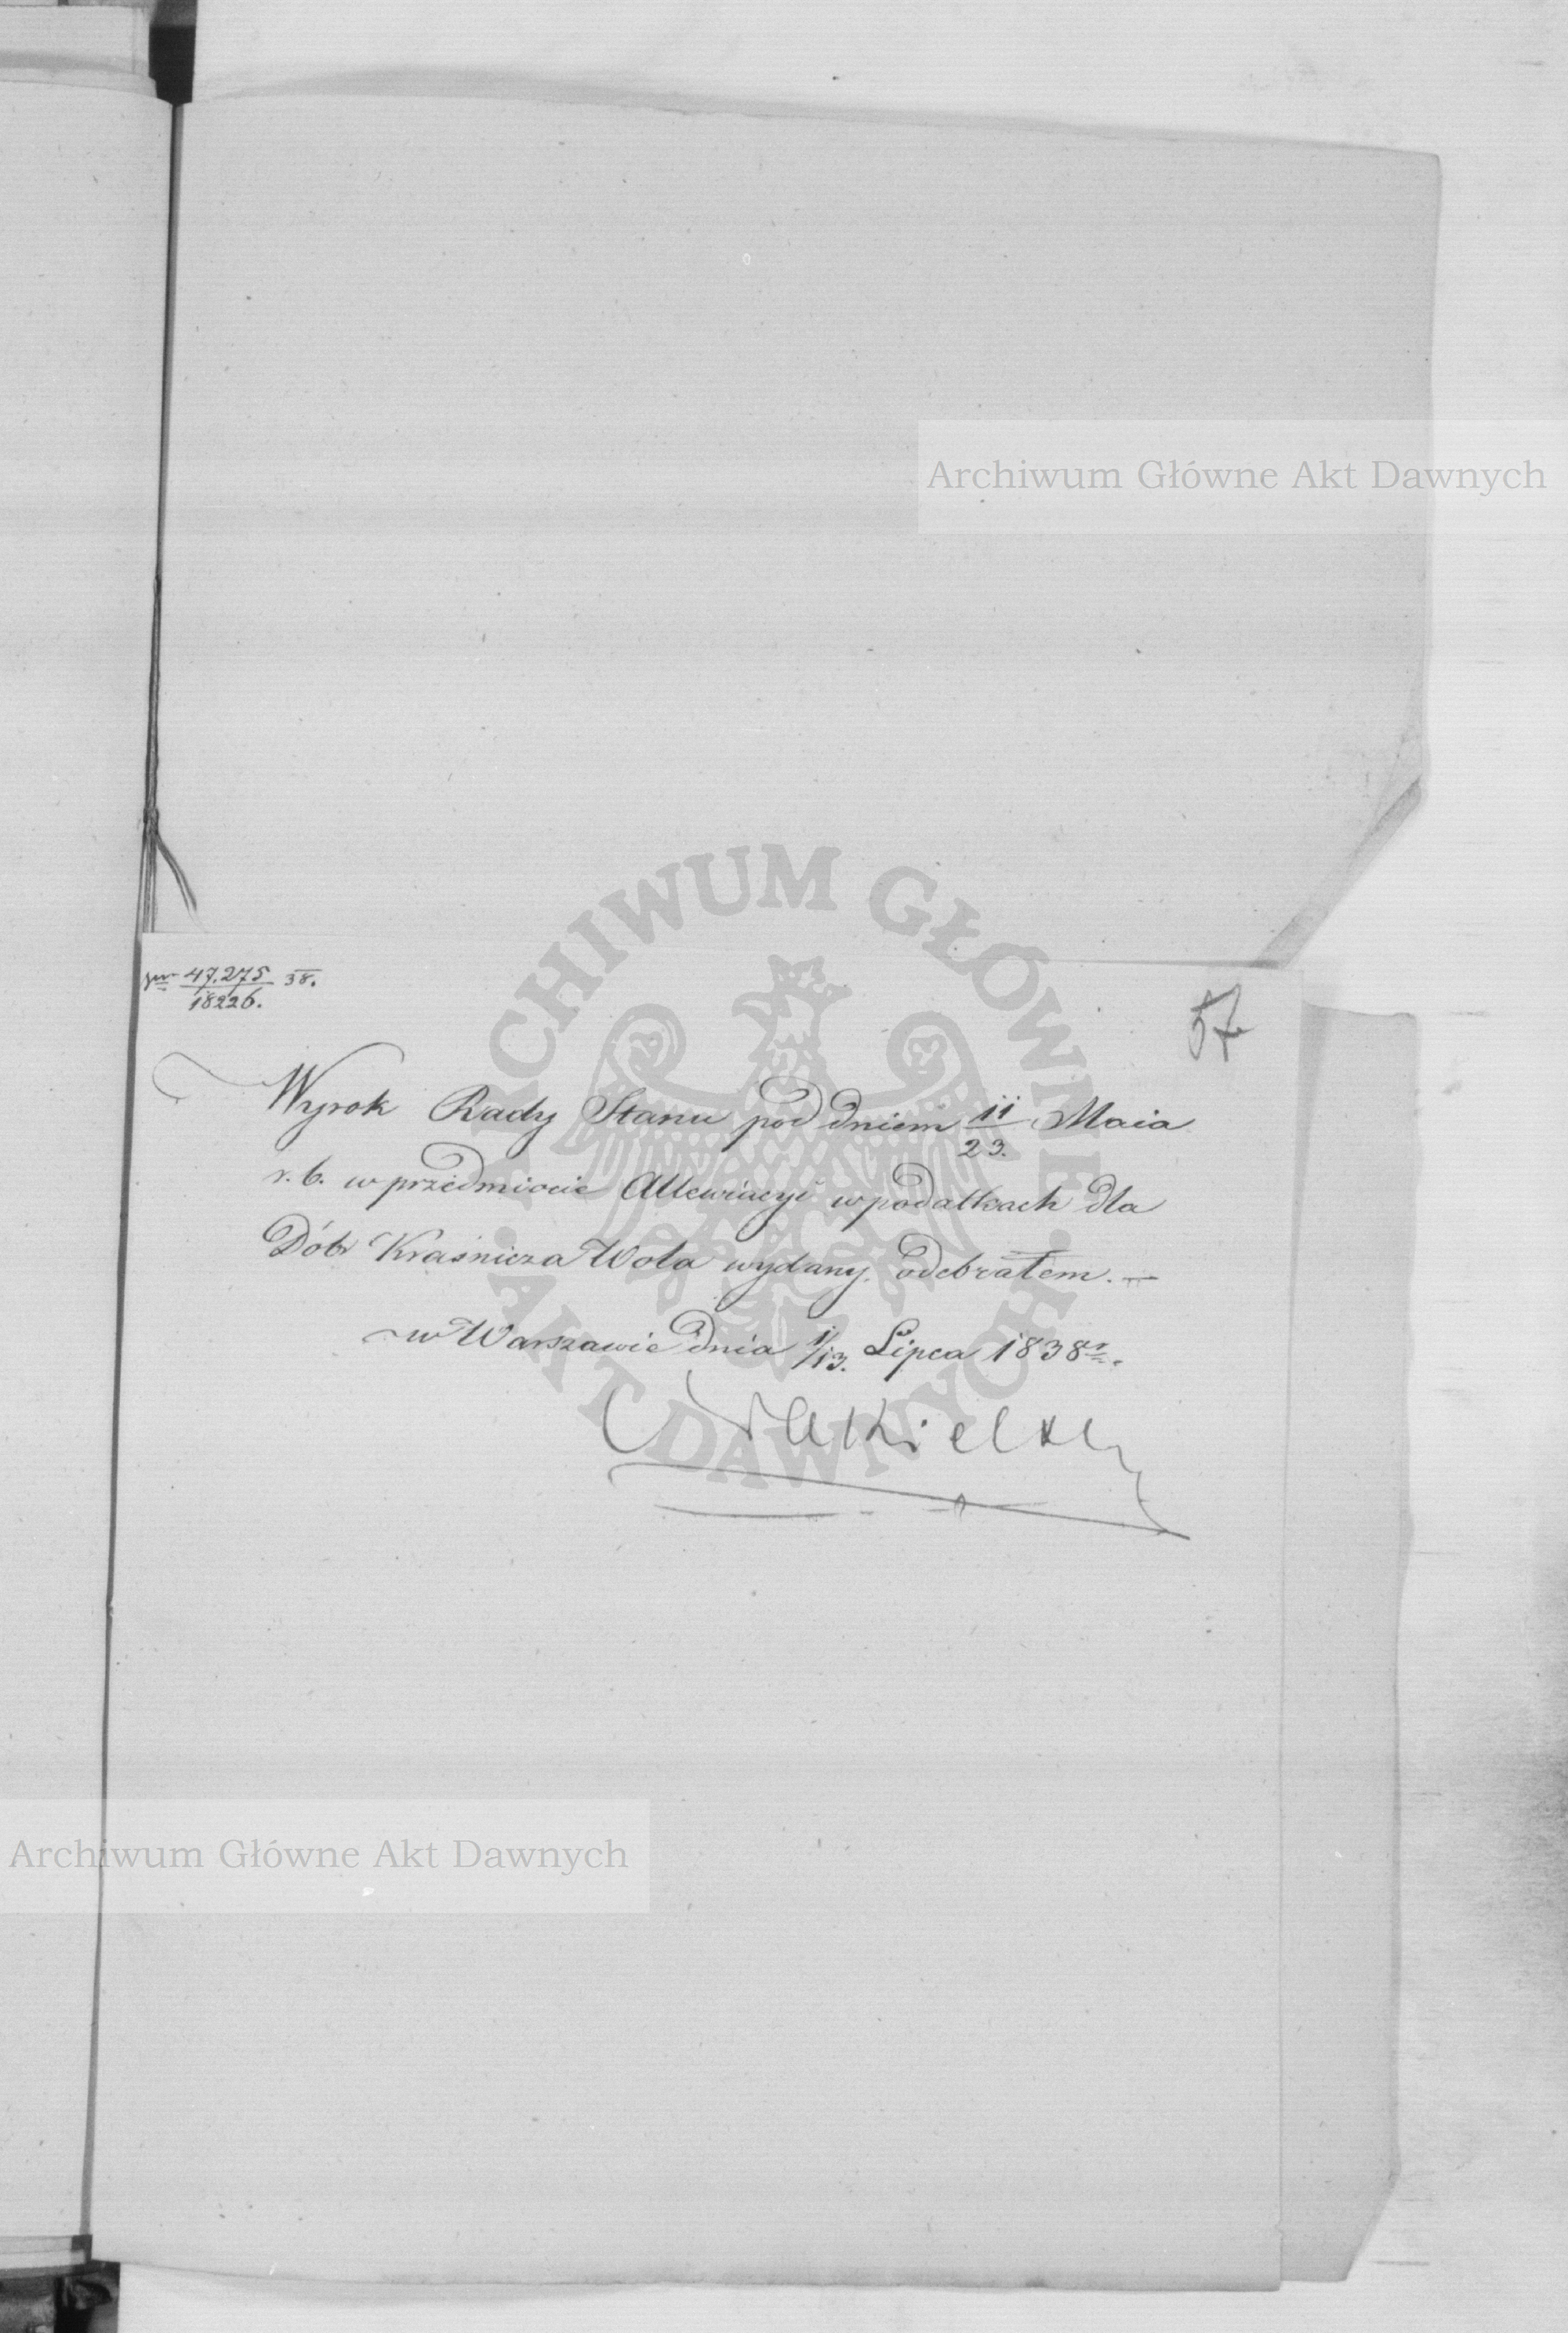 Archiwum Główne Akt Dawnych
47.275 38.
18226.
57
Wyrok Rady Stanu pod dniem 11/23. Maia
r. b. w przedmiocie Allewiacyi w podatkach dla
Dóbr Kraśnicza Wola wydany odebrałem. —
w Warszawie dnia 1/13. Lipca 1838 r.
ARCHIWUM GŁÓWNE
AKT DAWNYCH
Archiwum Główne Akt Dawnych